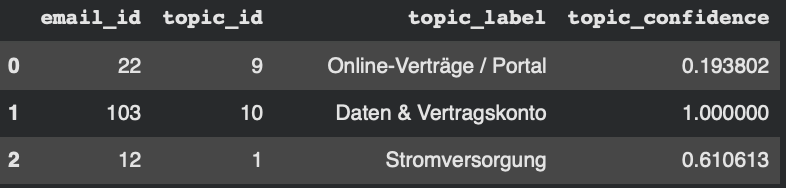 email_id topic_id topic_label topic_confidence
0 22 9 Online-Verträge / Portal 0.193802
1 103 10 Daten & Vertragskonto 1.000000
2 12 1 Stromversorgung 0.610613